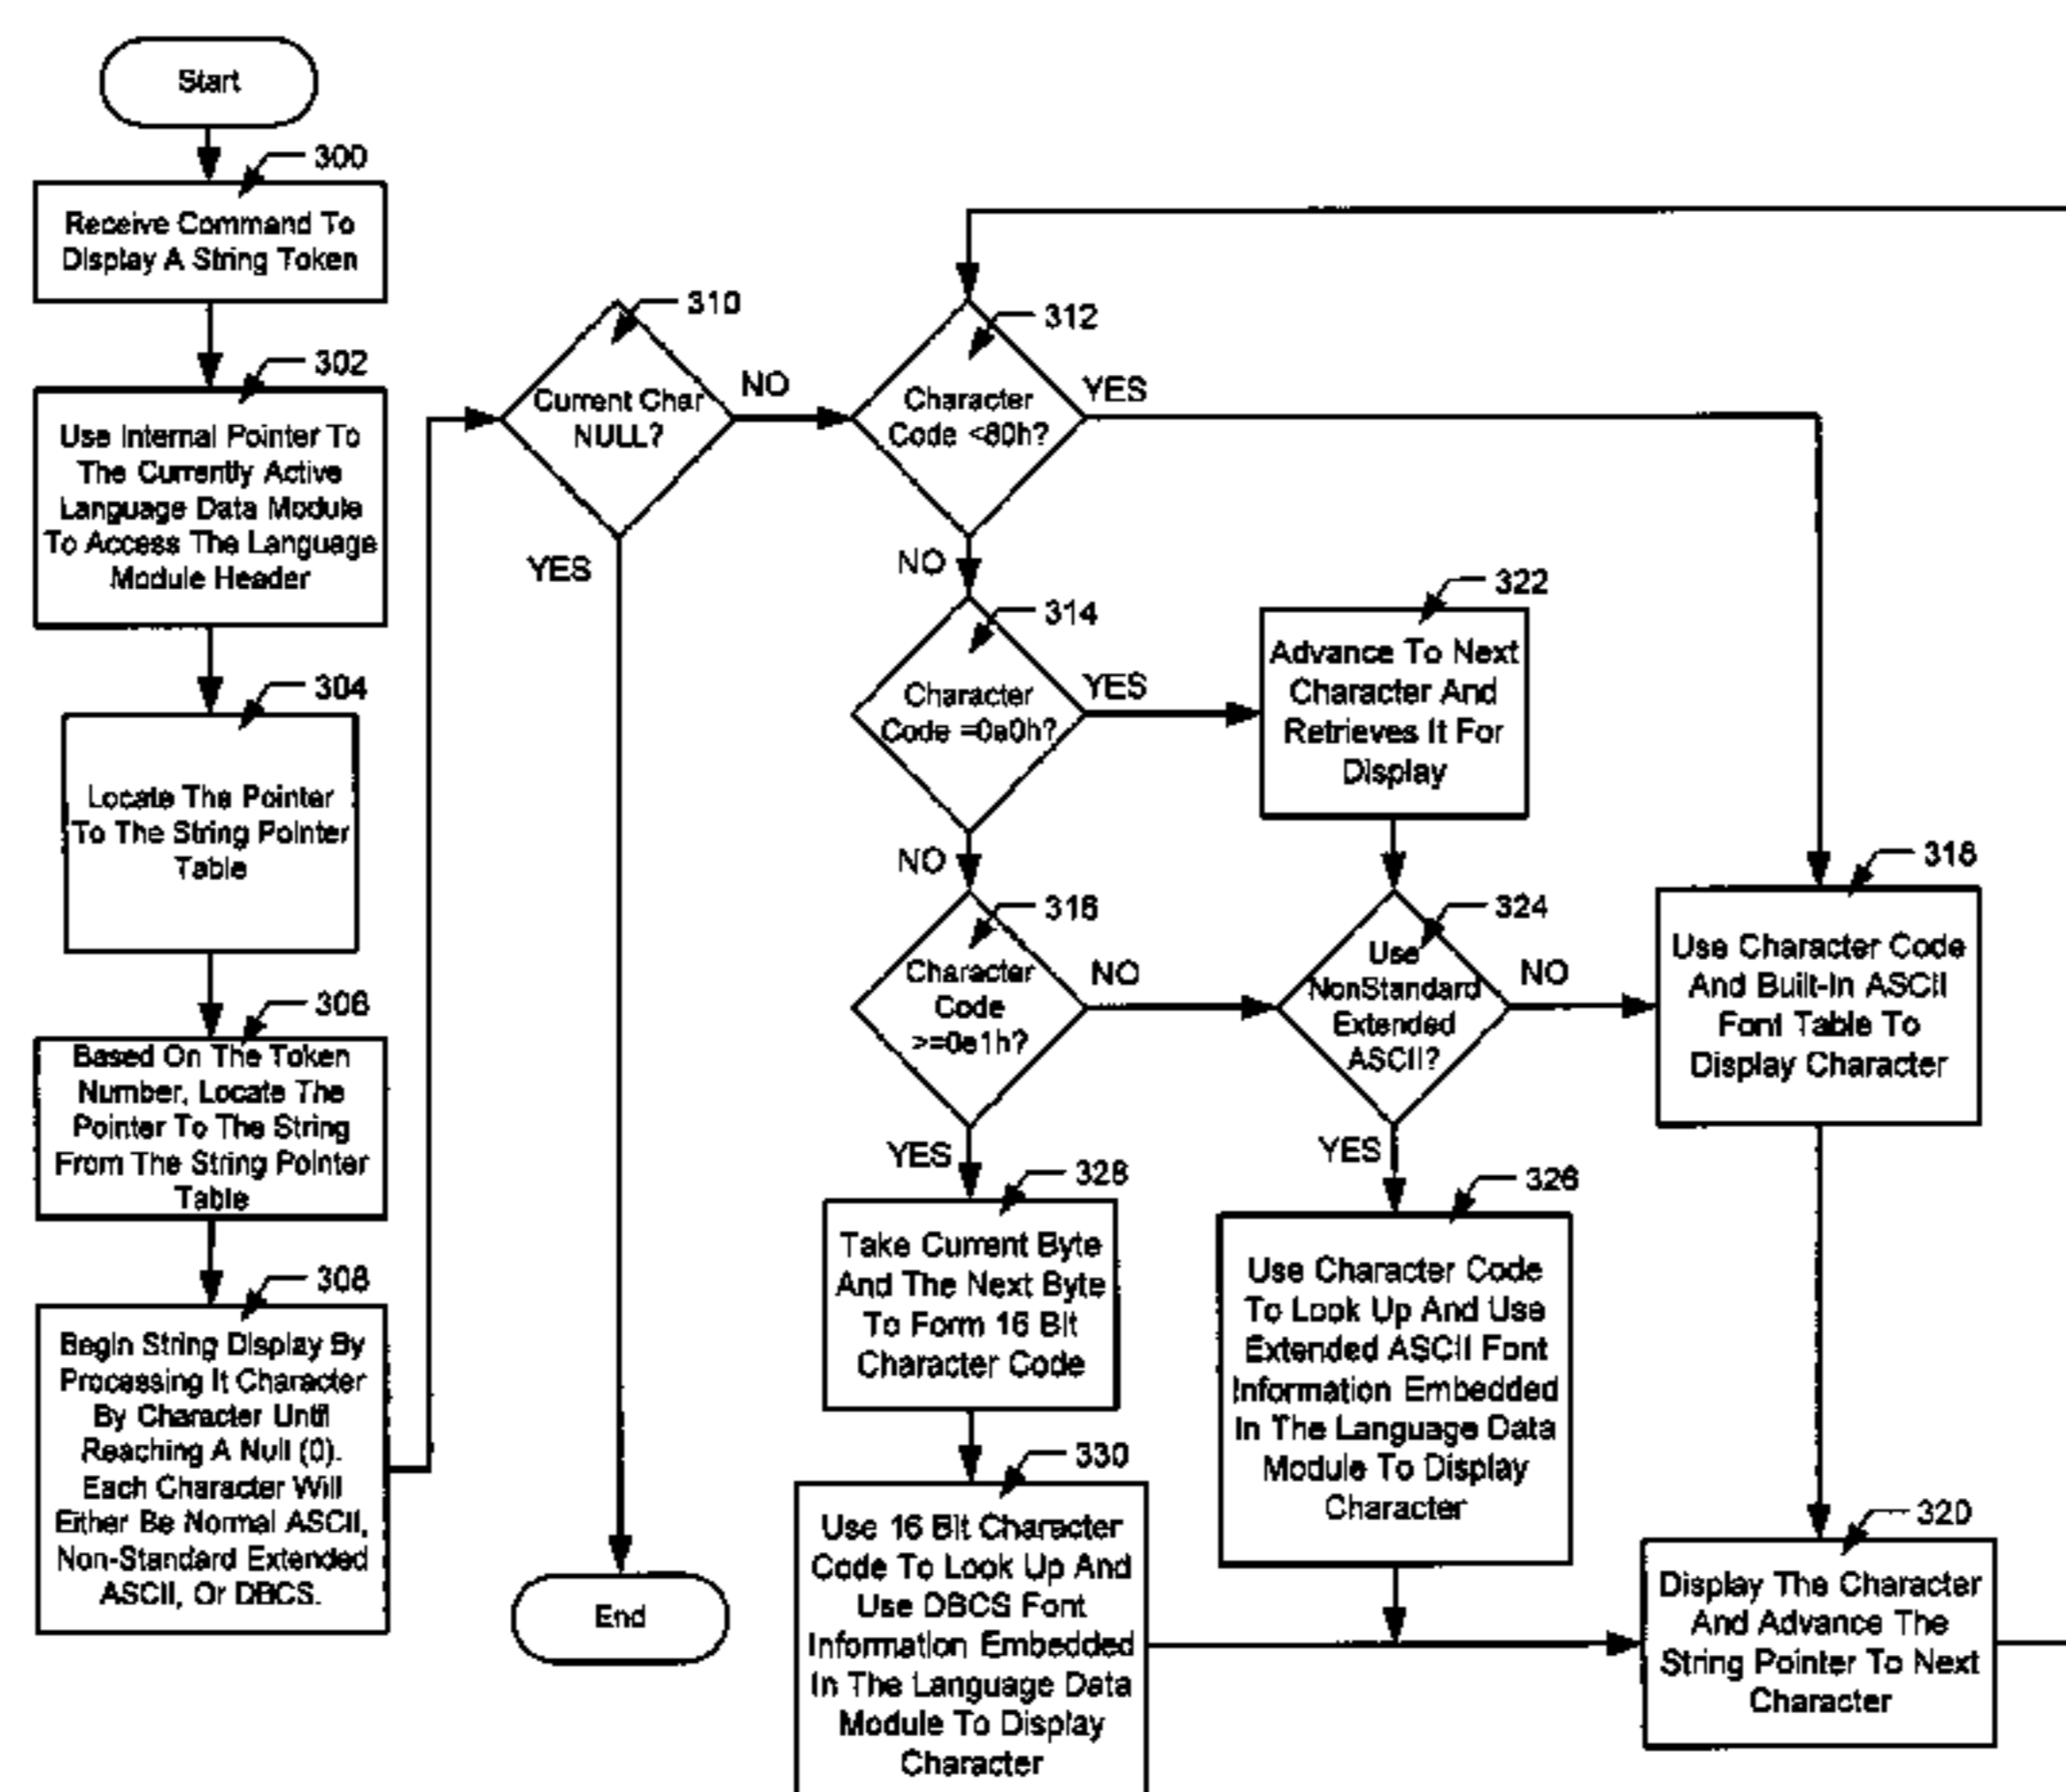 Start
300
Receive Command To
Display A String Token
302
Use Internal Pointer To
The Currently Active
Language Data Module
To Access The Language
Module Header
304
Locate The Pointer
To The String Pointer
Table
306
Based On The Token
Number, Locate The
Pointer To The String
From The String Pointer
Table
308
Begin String Display By
Processing It Character
By Character Until
Reaching A Null (0).
Each Character Will
Either Be Normal ASCII,
Non-Standard Extended
ASCII, Or DBCS.
310
Current Char
NULL?
NO
YES
End
312
Character
Code <80h?
YES
NO
314
Character
Code =0a0h?
YES
NO
316
Character
Code
>=0e1h?
NO
YES
322
Advance To Next
Character And
Retrieves It For
Display
324
Use
NonStandard
Extended
ASCII?
NO
YES
318
Use Character Code
And Built-In ASCII
Font Table To
Display Character
328
Take Current Byte
And The Next Byte
To Form 16 Bit
Character Code
326
Use Character Code
To Look Up And Use
Extended ASCII Font
Information Embedded
In The Language Data
Module To Display
Character
330
Use 16 Bit Character
Code To Look Up And
Use DBCS Font
Information Embedded
In The Language Data
Module To Display
Character
320
Display The Character
And Advance The
String Pointer To Next
Character